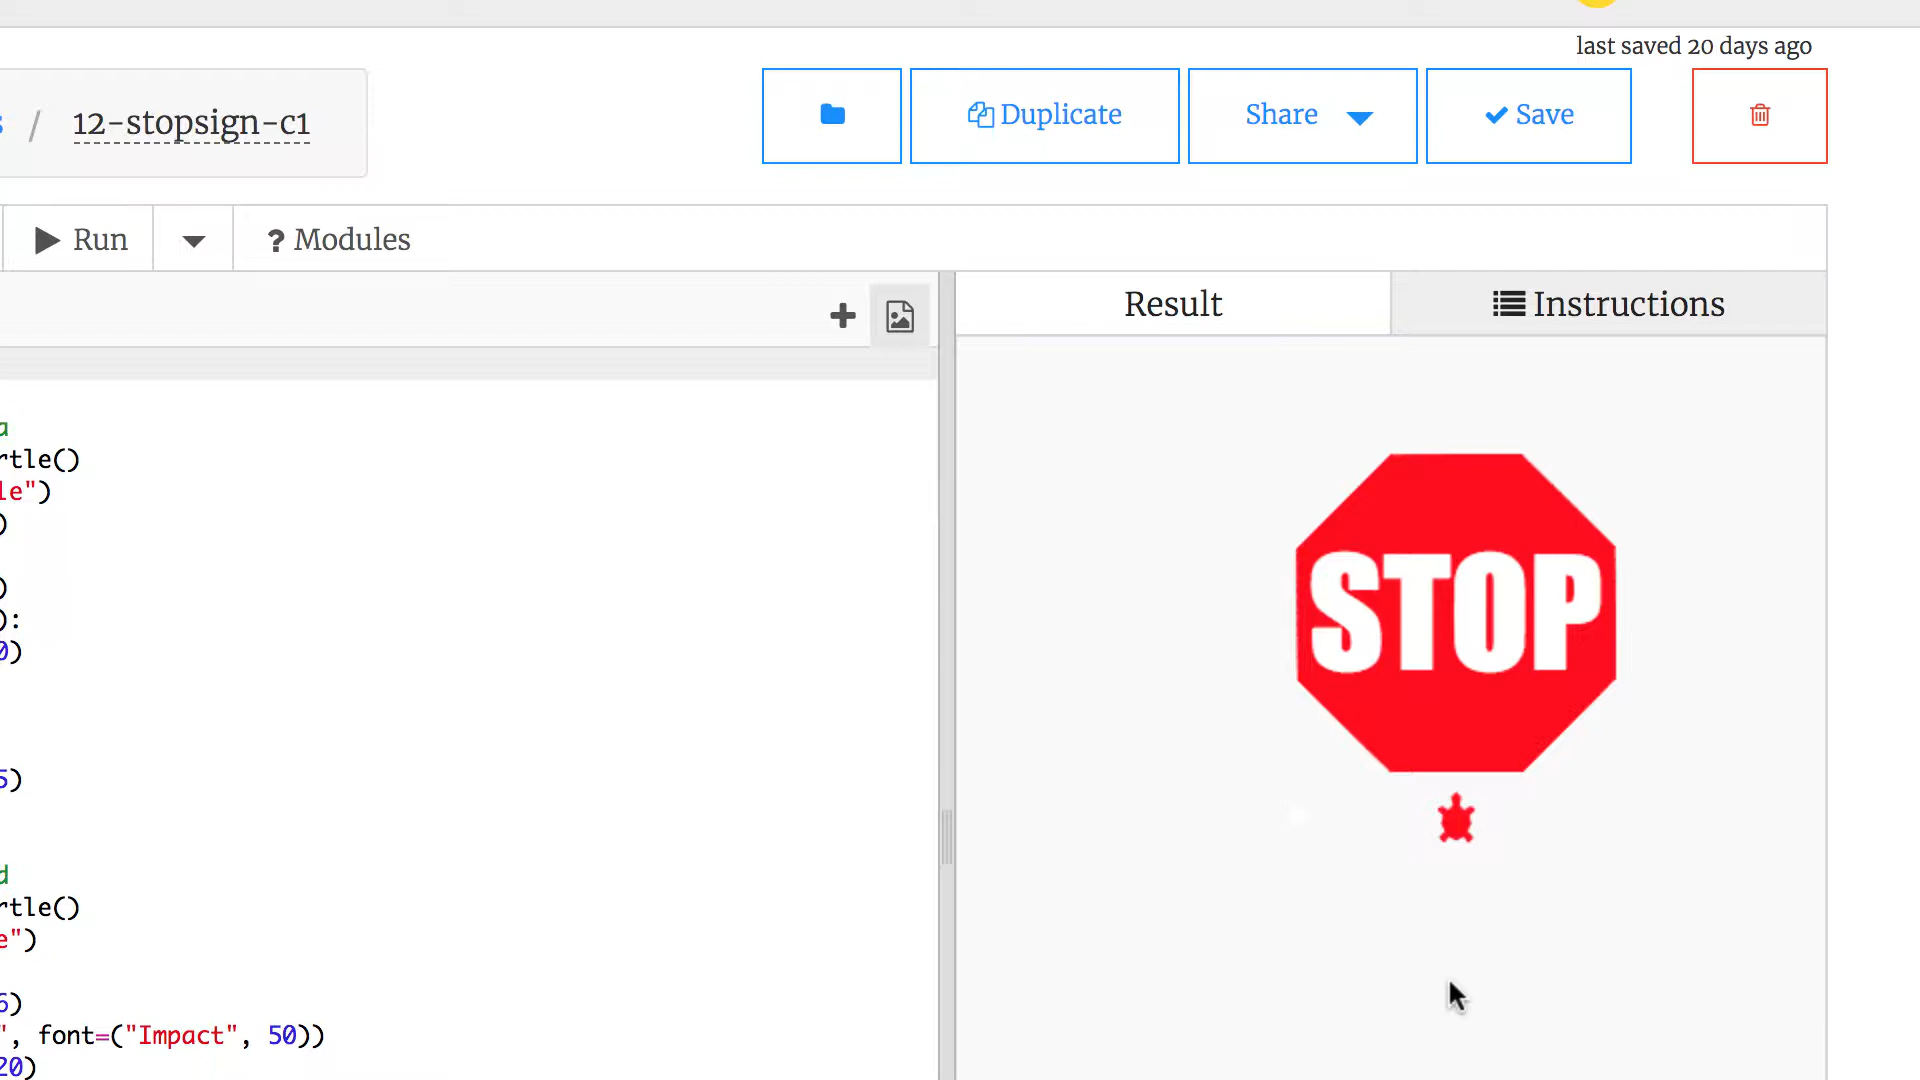 last saved 20 days ago
s / 12-stopsign-c1
Duplicate
Share
Save
Run
? Modules
Result
Instructions
a
rtle()
le")
)
)
):
0)
STOP
5)
d
rtle()
e")
6)
", font=("Impact", 50))
20)